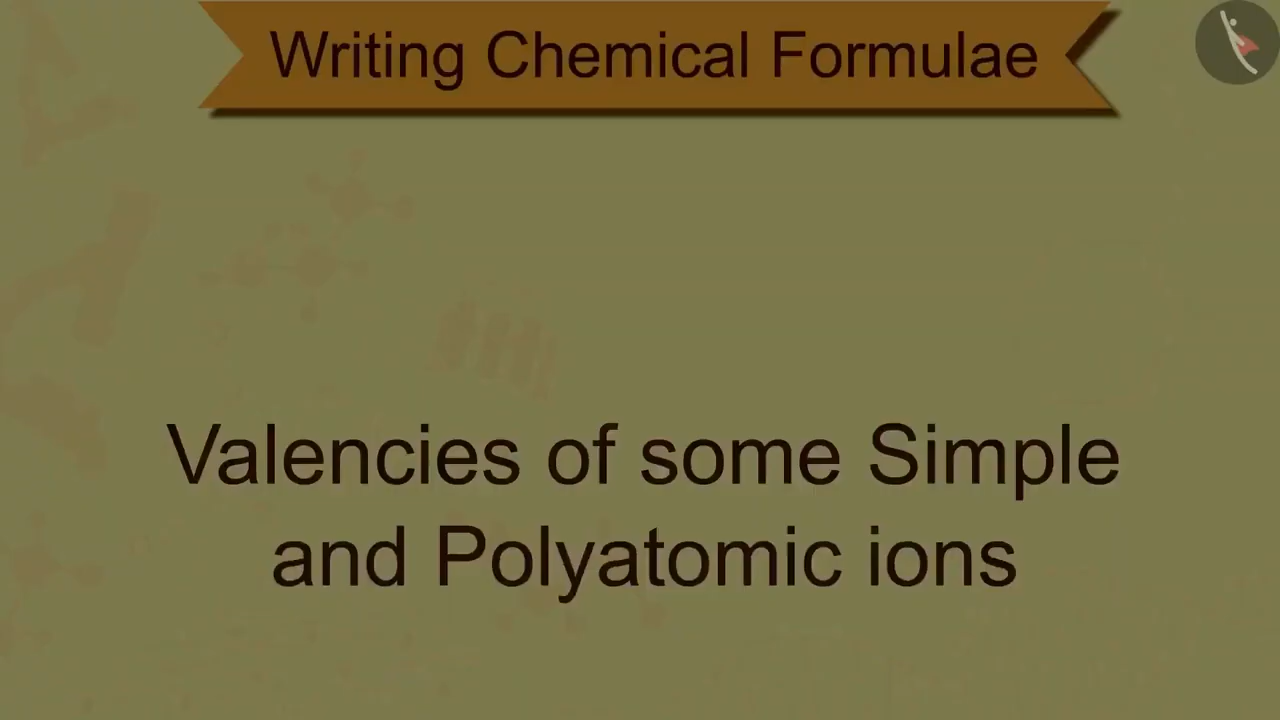 Writing Chemical Formulae
Valencies of some Simple
and Polyatomic ions